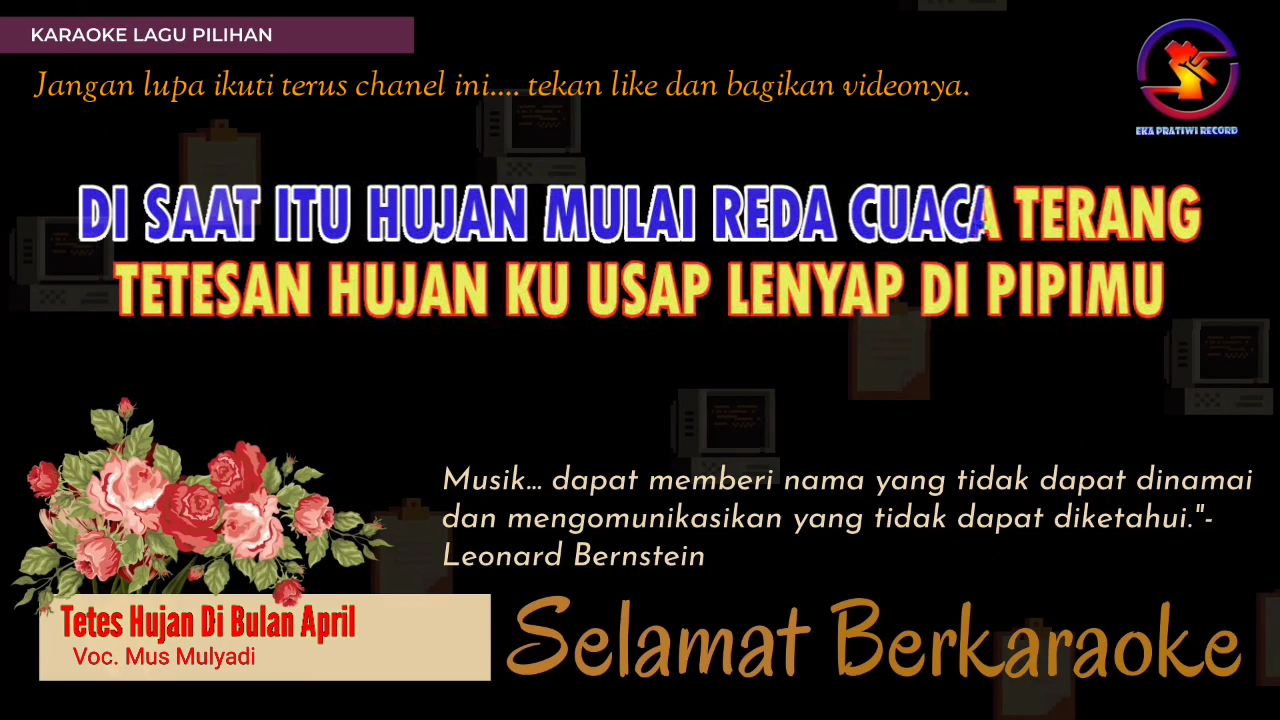 KARAOKE LAGU PILIHAN
Jangan lupa ikuti terus chanel ini.... tekan like dan bagikan videonya.
EKA PRATIWI RECORD
DI SAAT ITU HUJAN MULAI REDA CUACA TERANG
TETESAN HUJAN KU USAP LENYAP DI PIPIMU
Musik... dapat memberi nama yang tidak dapat dinamai
dan mengomunikasikan yang tidak dapat diketahui."-
Leonard Bernstein
Tetes Hujan Di Bulan April
Voc. Mus Mulyadi
Selamat Berkaraoke